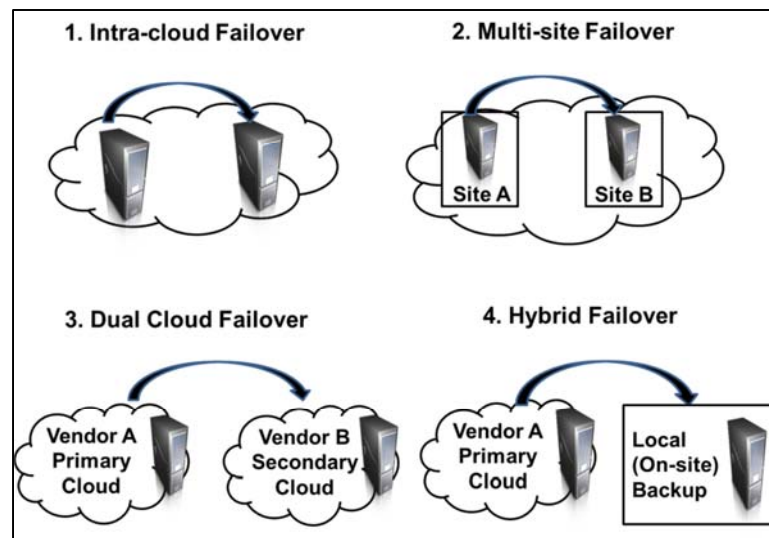 1. Intra-cloud Failover
2. Multi-site Failover
Site A
Site B
3. Dual Cloud Failover
4. Hybrid Failover
Vendor A
Primary
Cloud
Vendor B
Secondary
Cloud
Vendor A
Primary
Cloud
Local
(On-site)
Backup